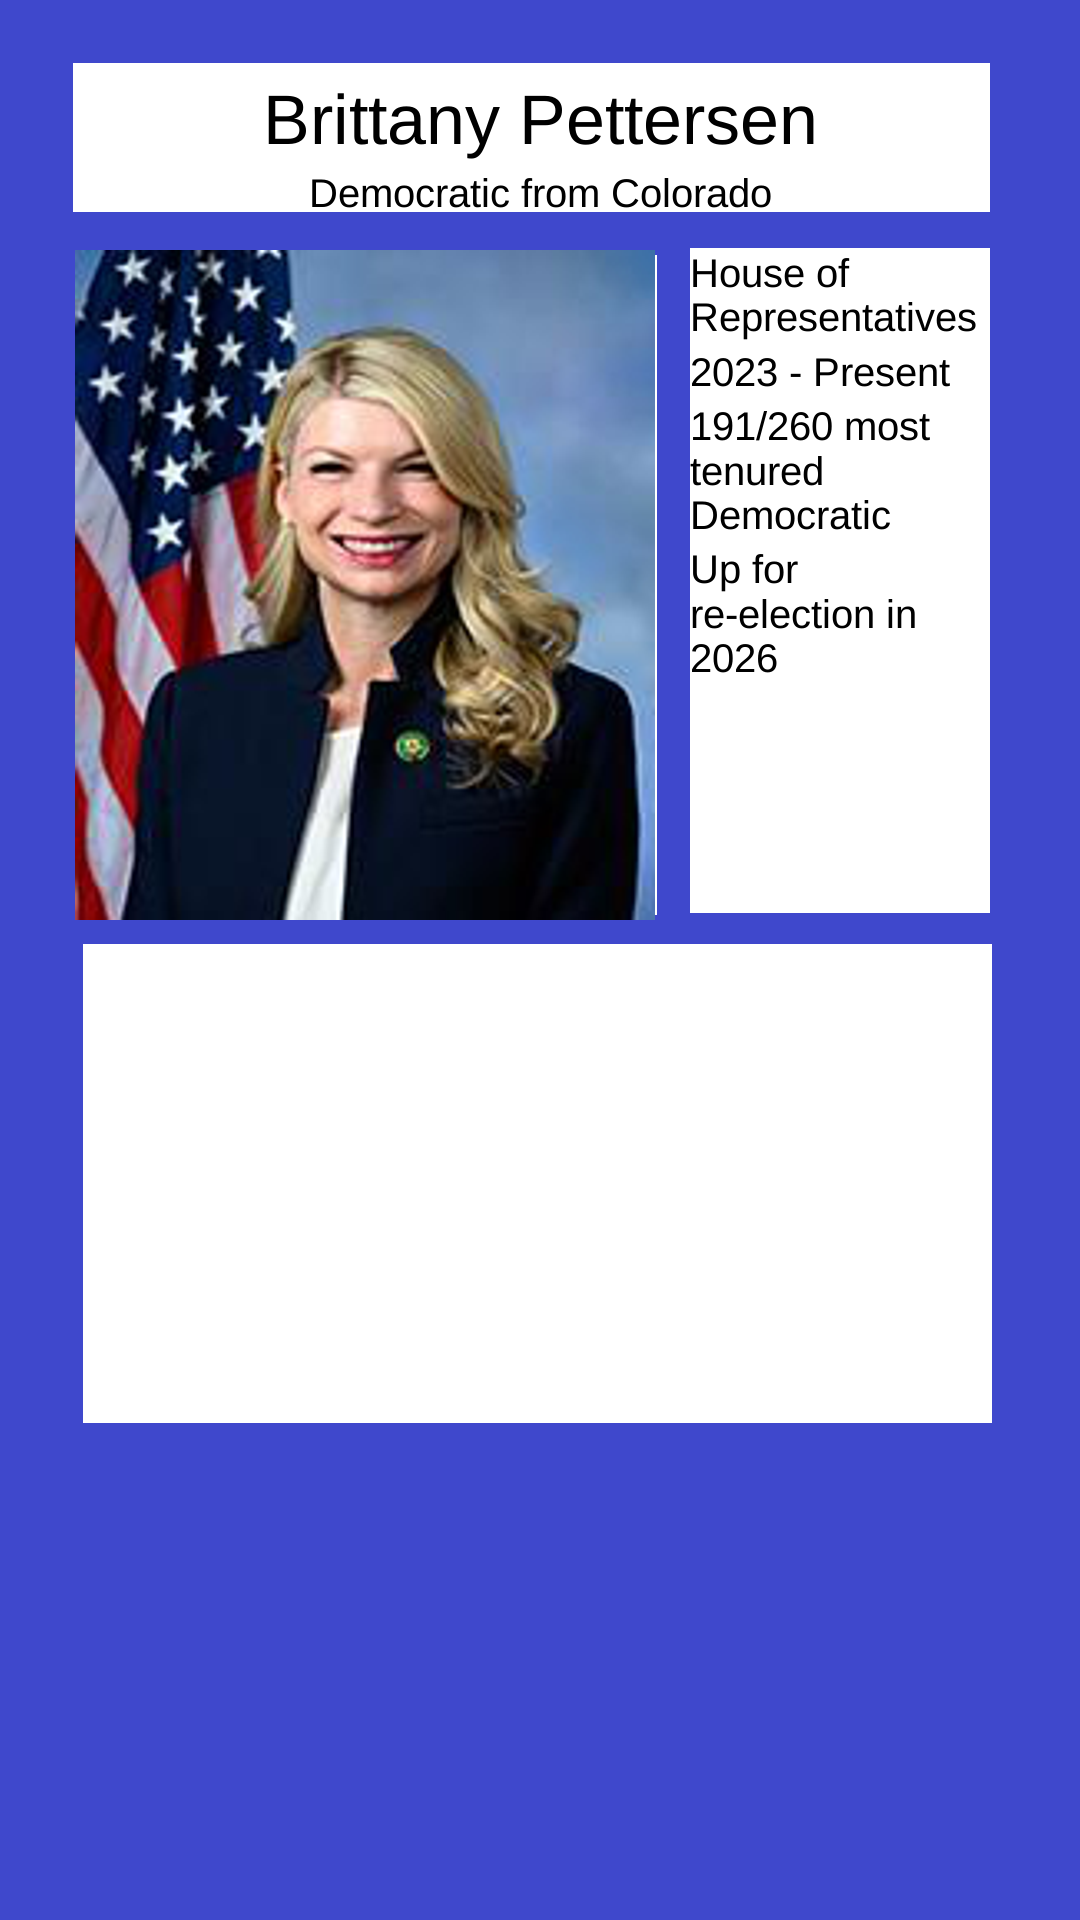 Brittany Pettersen
Democratic from Colorado
House of
Representatives
2023 - Present
191/260 most
tenured
Democratic
Up for
re-election in
2026